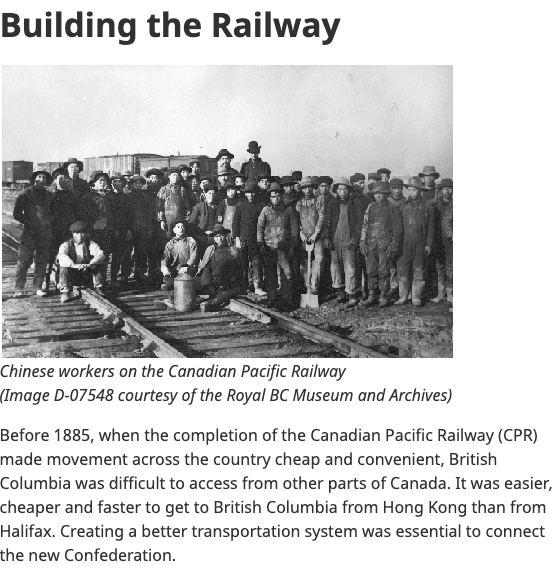 Building the Railway
Chinese workers on the Canadian Pacific Railway
(Image D-07548 courtesy of the Royal BC Museum and Archives)
Before 1885, when the completion of the Canadian Pacific Railway (CPR)
made movement across the country cheap and convenient, British
Columbia was difficult to access from other parts of Canada. It was easier,
cheaper and faster to get to British Columbia from Hong Kong than from
Halifax. Creating a better transportation system was essential to connect
the new Confederation.